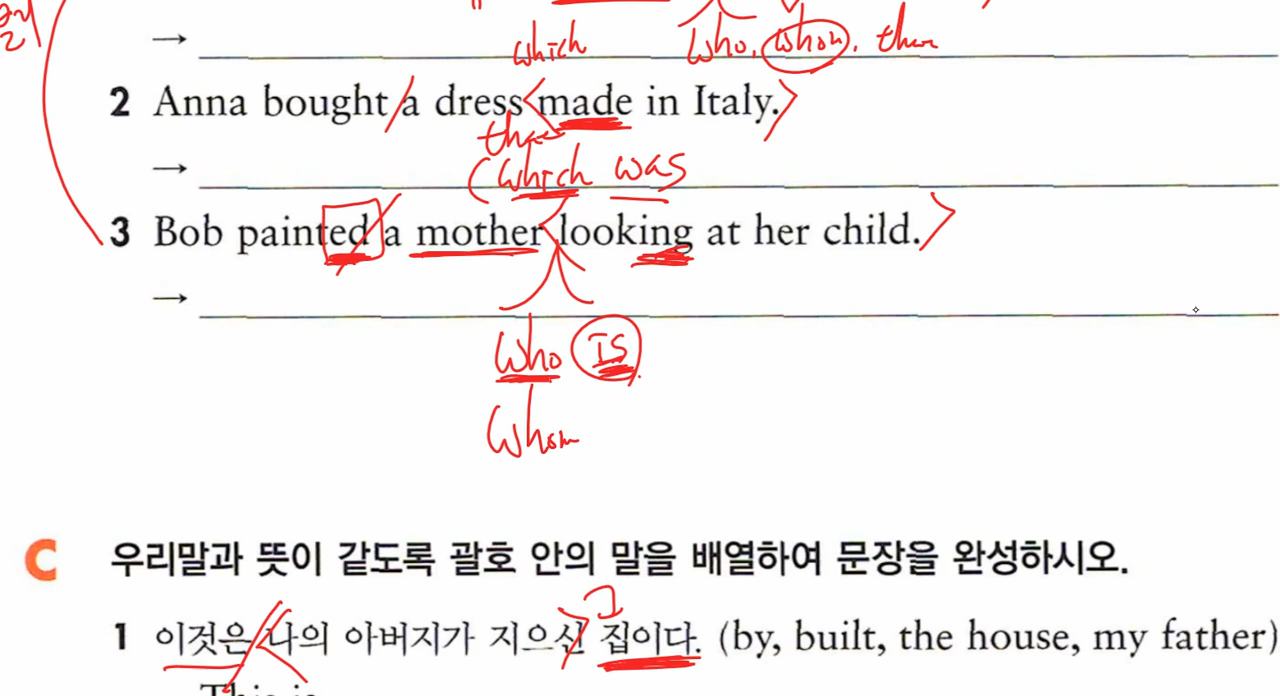 →
which who, whom, that
2 Anna bought a dress made in Italy.
that
→ (which was
3 Bob painted a mother looking at her child.
→
who is
whom
C 우리말과 뜻이 같도록 괄호 안의 말을 배열하여 문장을 완성하시오.
그
1 이것은 나의 아버지가 지으신 집이다. (by, built, the house, my father)
This is